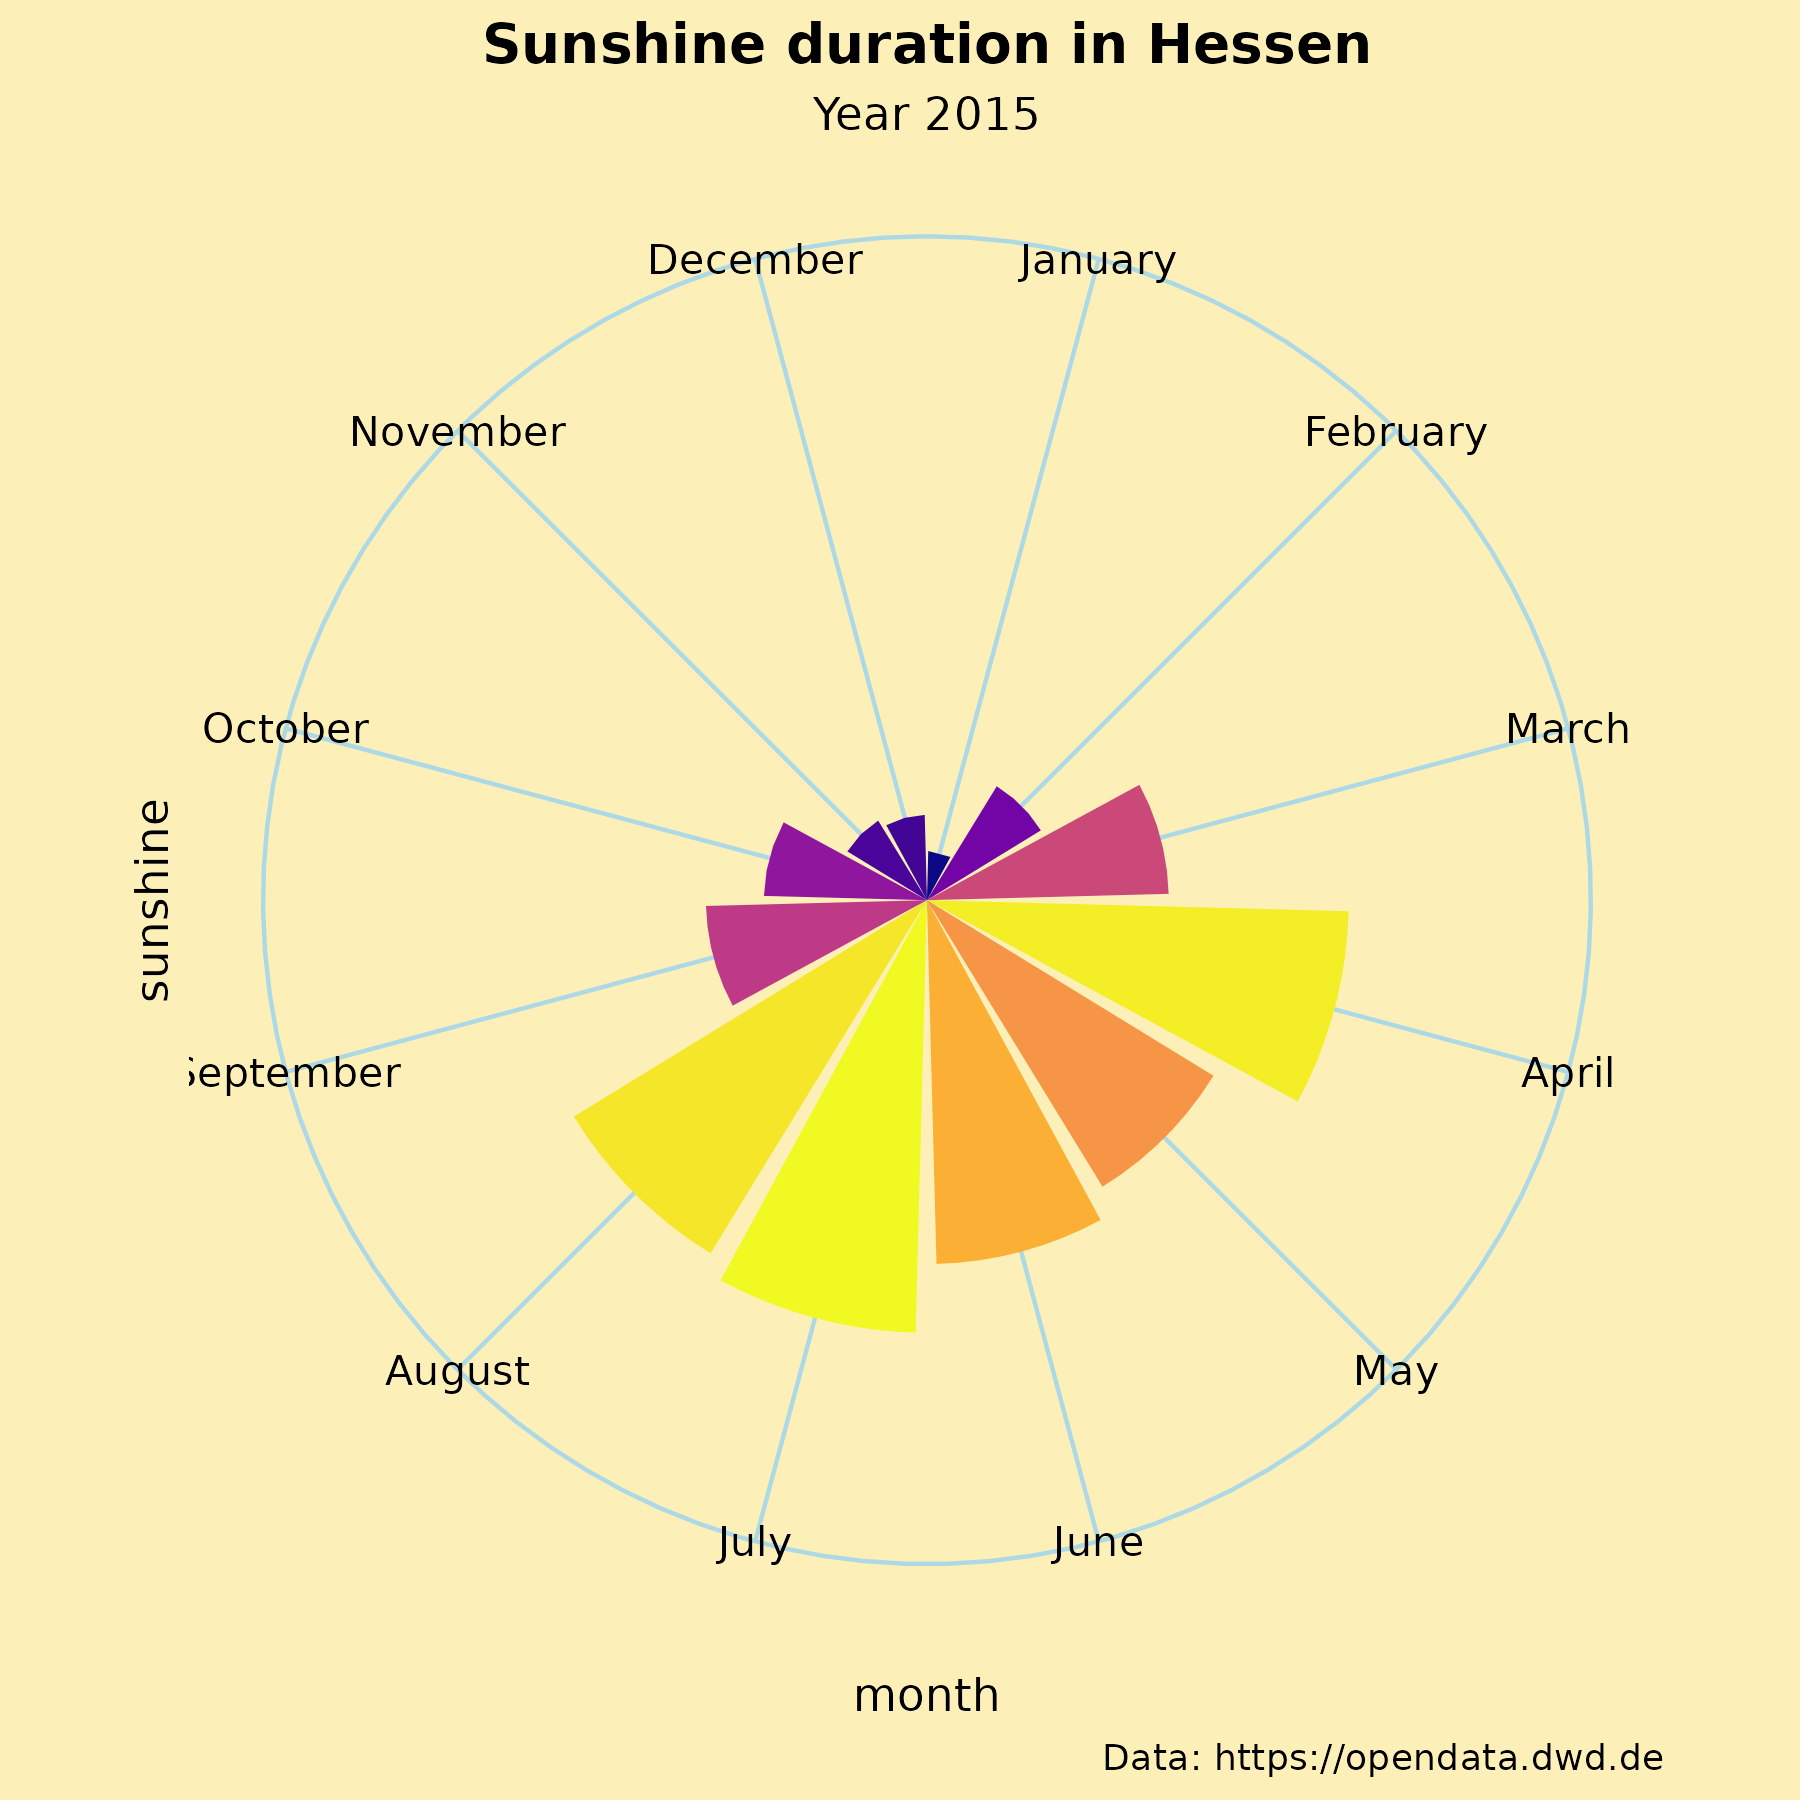 Sunshine duration in Hessen
Year 2015
December
January
November
February
October
March
sunshine
September
April
August
May
July
June
month
Data: https://opendata.dwd.de